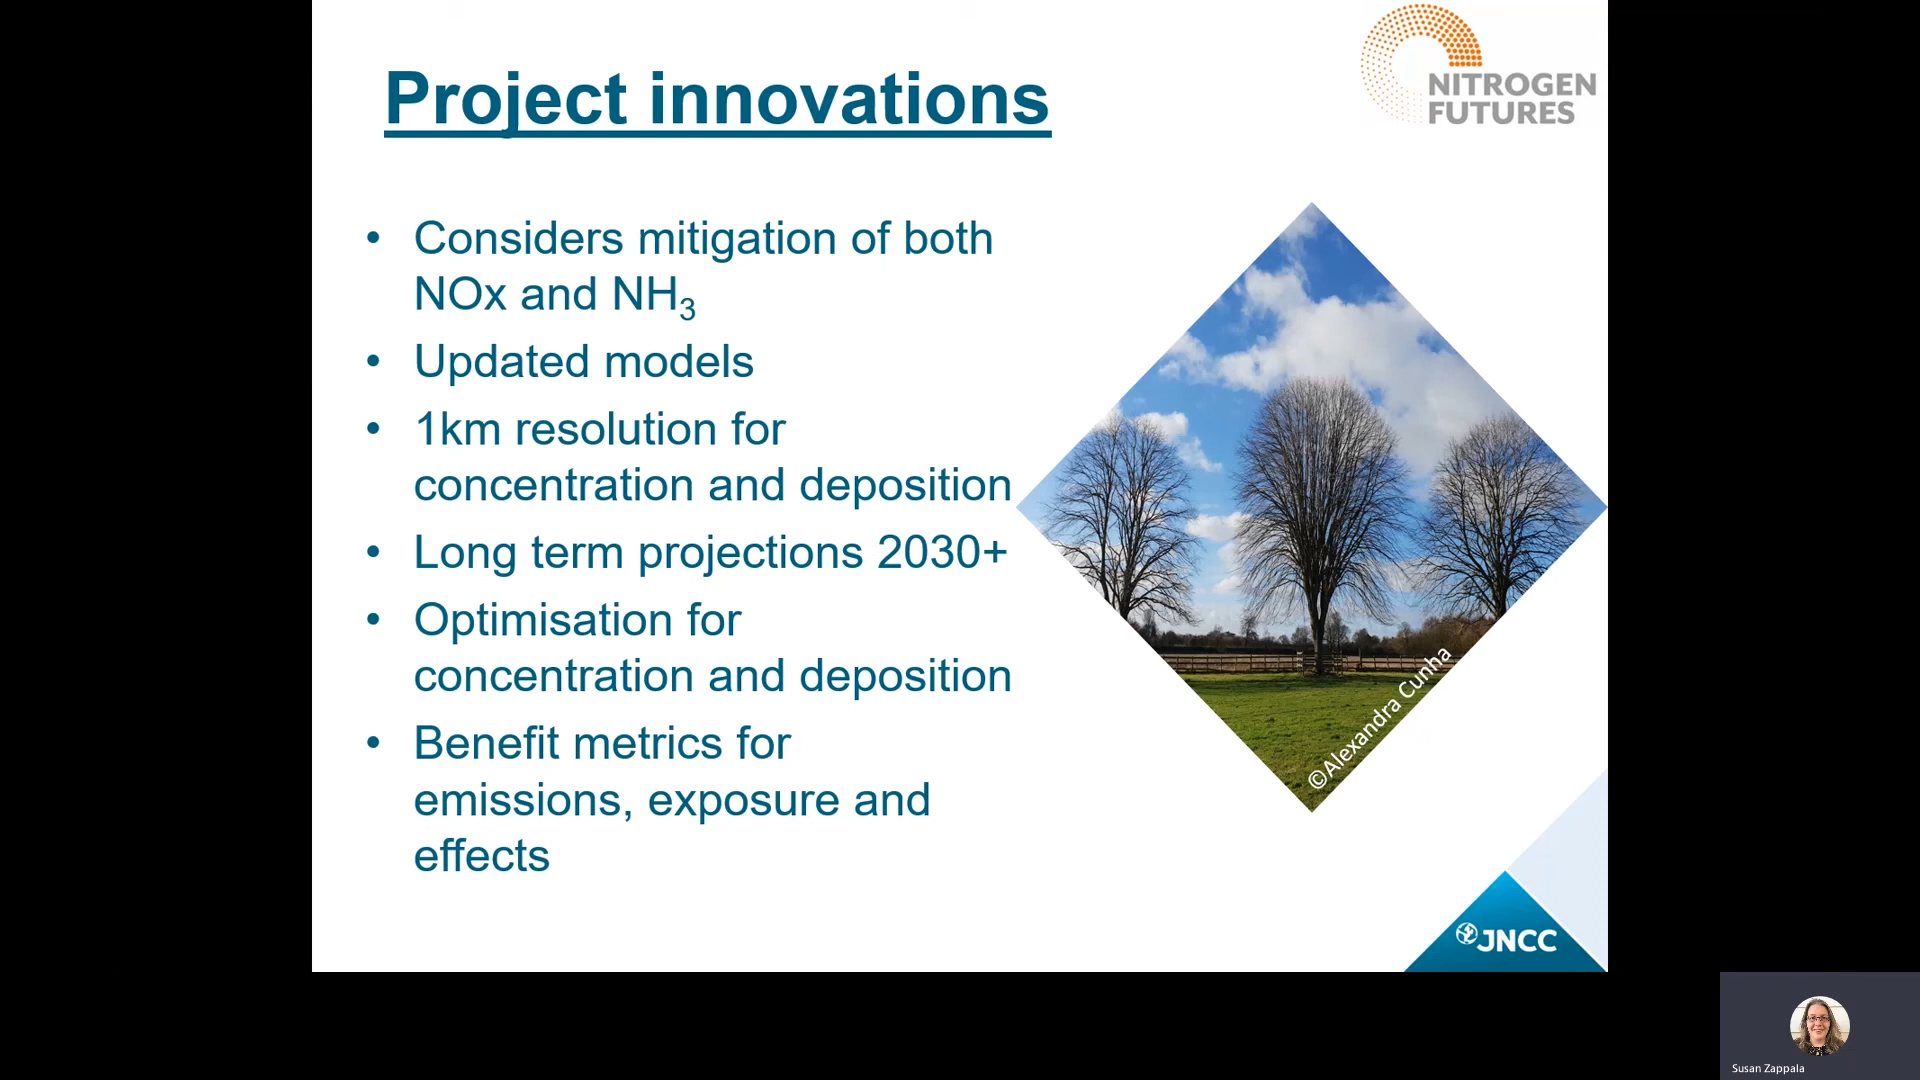 Project innovations
NITROGEN
FUTURES
• Considers mitigation of both
NOx and NH₃
• Updated models
• 1km resolution for
concentration and deposition
• Long term projections 2030+
• Optimisation for
concentration and deposition
• Benefit metrics for
emissions, exposure and
effects
©Alexandra Cunha
JNCC
Susan Zappala